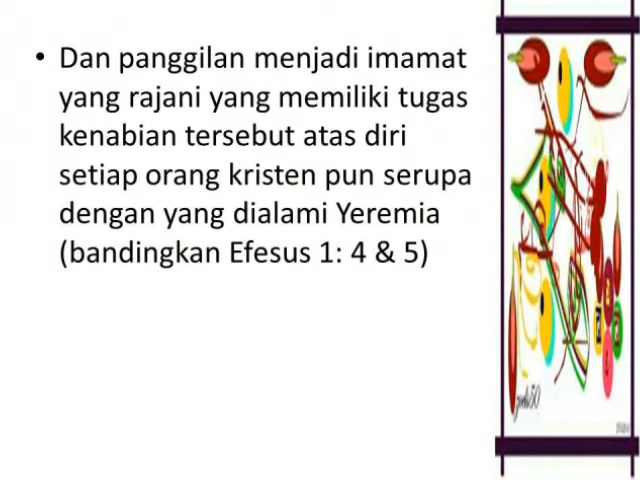 • Dan panggilan menjadi imamat
yang rajani yang memiliki tugas
kenabian tersebut atas diri
setiap orang kristen pun serupa
dengan yang dialami Yeremia
(bandingkan Efesus 1: 4 & 5)